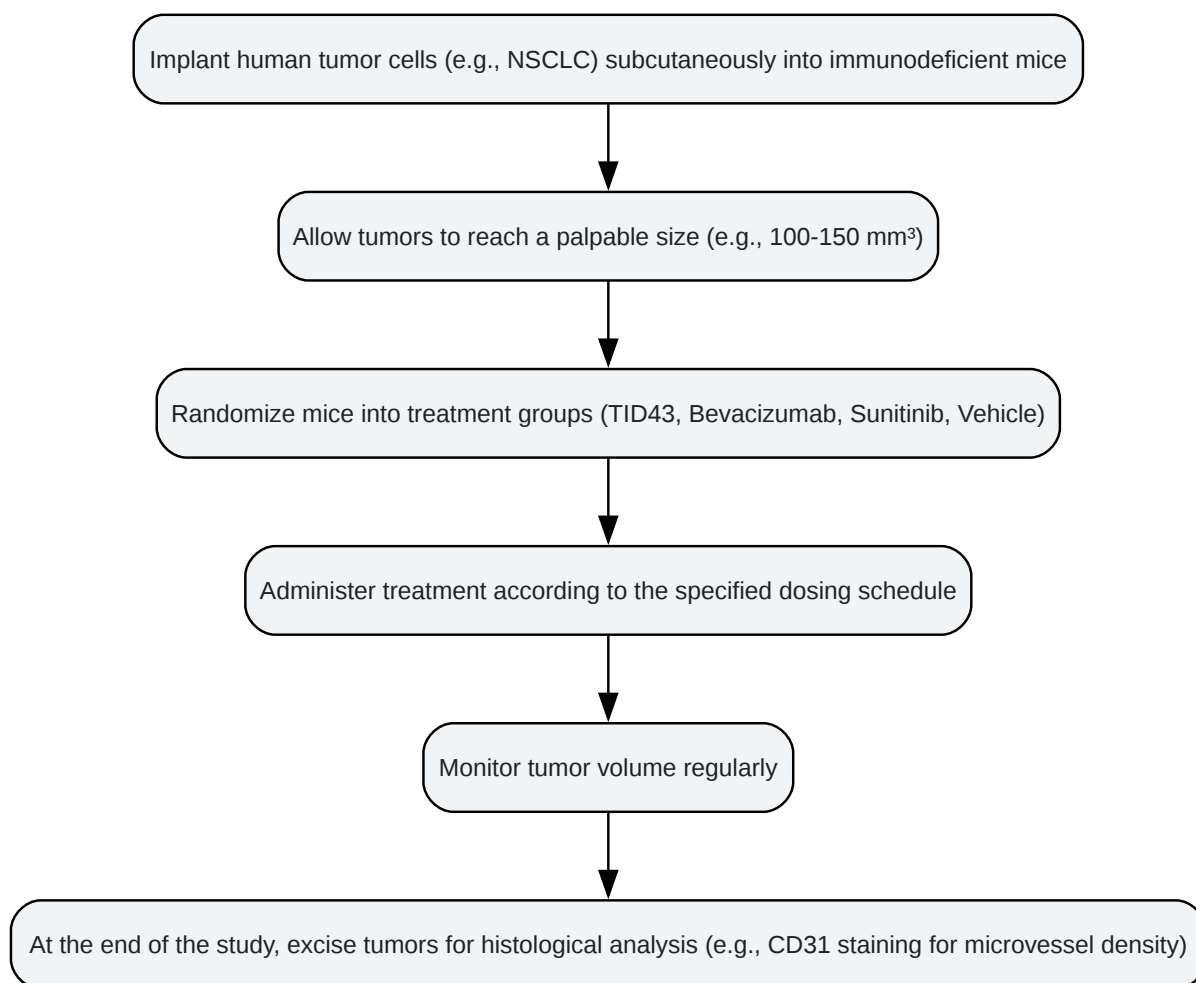 Implant human tumor cells (e.g., NSCLC) subcutaneously into immunodeficient mice
Allow tumors to reach a palpable size (e.g., 100-150 mm³)
Randomize mice into treatment groups (TID43, Bevacizumab, Sunitinib, Vehicle)
Administer treatment according to the specified dosing schedule
Monitor tumor volume regularly
At the end of the study, excise tumors for histological analysis (e.g., CD31 staining for microvessel density)